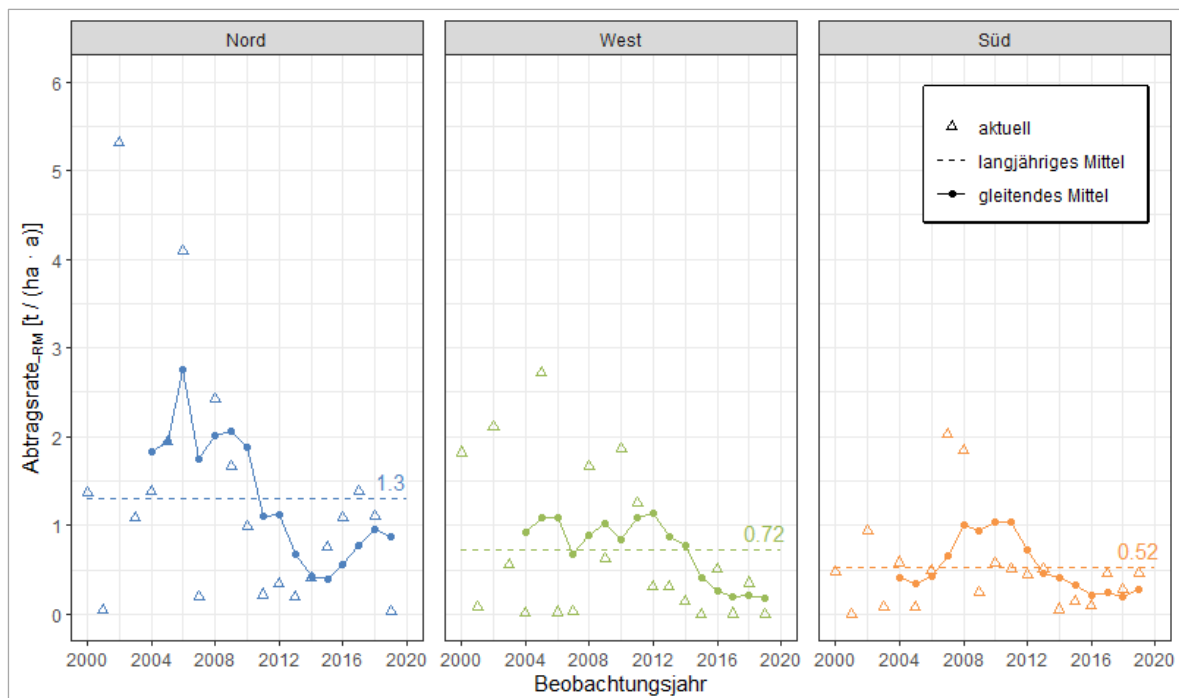 Nord West Süd
Abtragsrate_RM [t / (ha · a)]
6
5
4
3
2
1
0
aktuell
langjähriges Mittel
gleitendes Mittel
1.3
0.72
0.52
2000 2004 2008 2012 2016 2020 2000 2004 2008 2012 2016 2020 2000 2004 2008 2012 2016 2020
Beobachtungsjahr